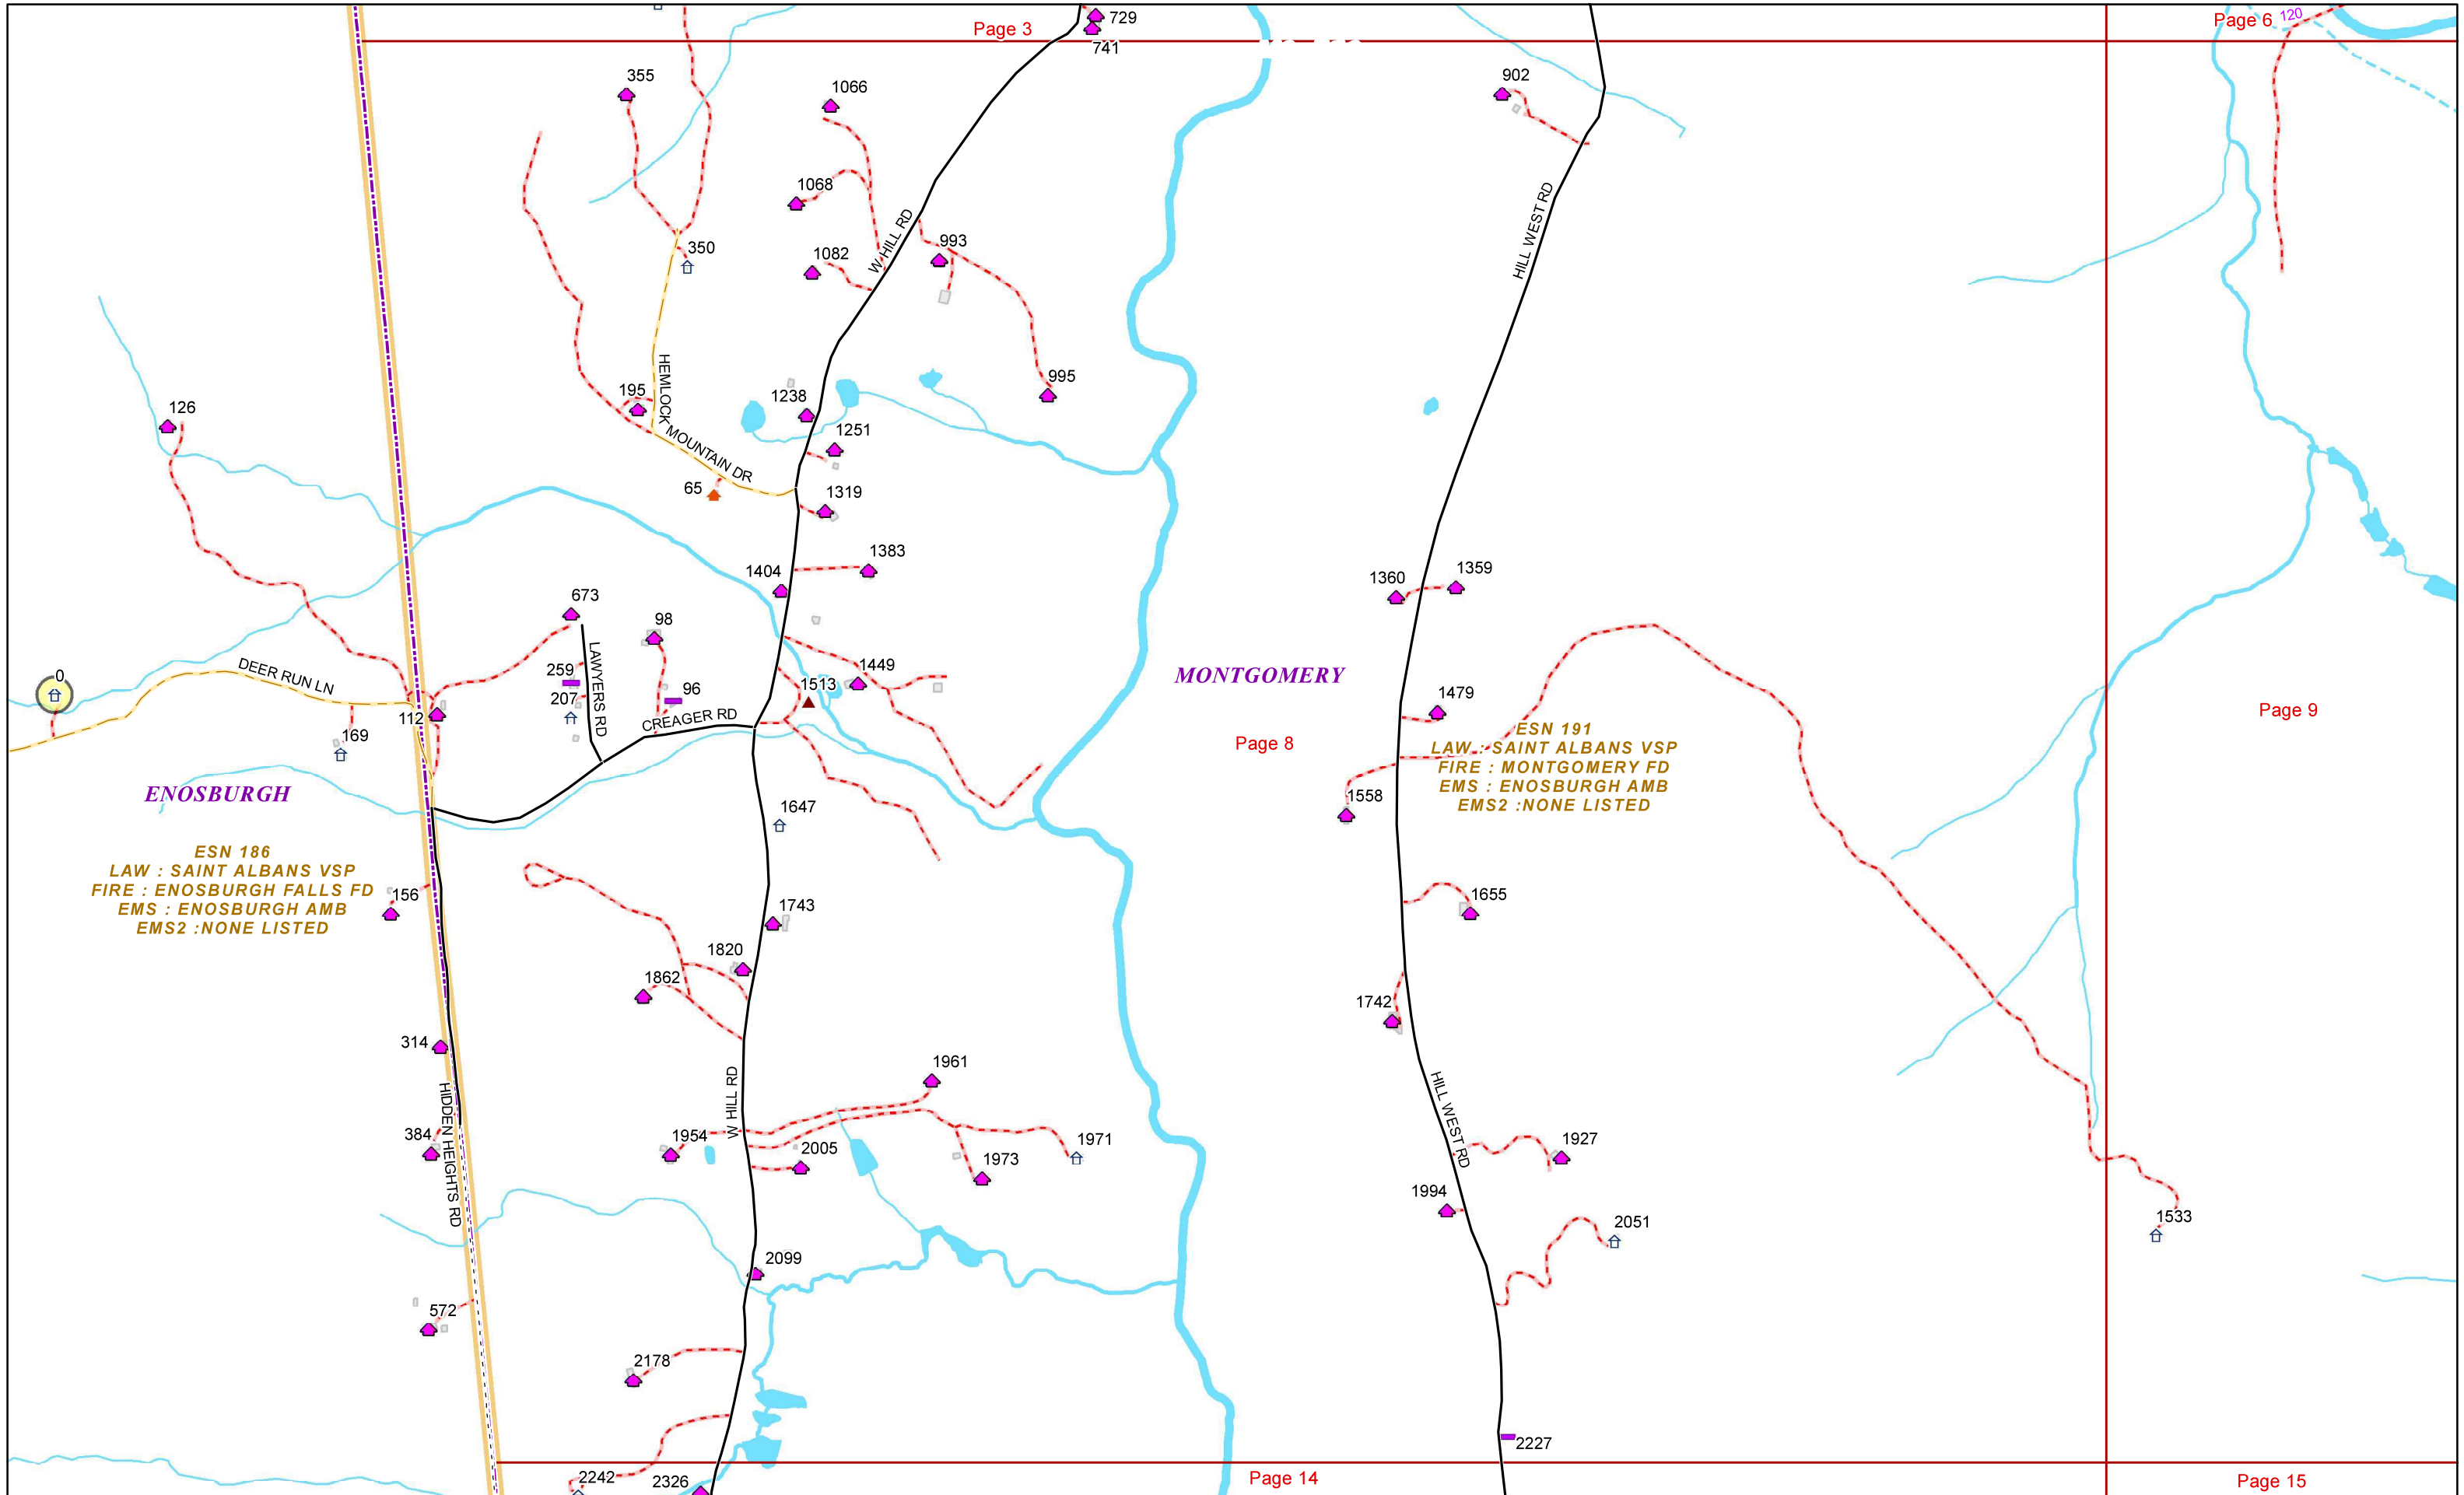 729
Page 3
Page 6
120
741
355
902
1066
1068
350
993
1082
W HILL RD
HILL WEST RD
HEMLOCK MOUNTAIN DR
995
195
1238
126
1251
65
1319
1383
1404
1360
1359
673
98
0
DEER RUN LN
259
LAWYERS RD
1449
MONTGOMERY
96
1513
207
1479
112
CREAGER RD
Page 9
169
Page 8
ESN 191
LAW : SAINT ALBANS VSP
FIRE : MONTGOMERY FD
EMS : ENOSBURGH AMB
EMS2 :NONE LISTED
ENOSBURGH
1558
1647
ESN 186
LAW : SAINT ALBANS VSP
FIRE : ENOSBURGH FALLS FD
EMS : ENOSBURGH AMB
EMS2 :NONE LISTED
156
1655
1743
1820
1862
1742
314
1961
W HILL RD
HIDDEN HEIGHTS RD
HILL WEST RD
384
1954
2005
1971
1973
1927
1994
2051
1533
2099
572
2178
2227
2242
2326
Page 14
Page 15